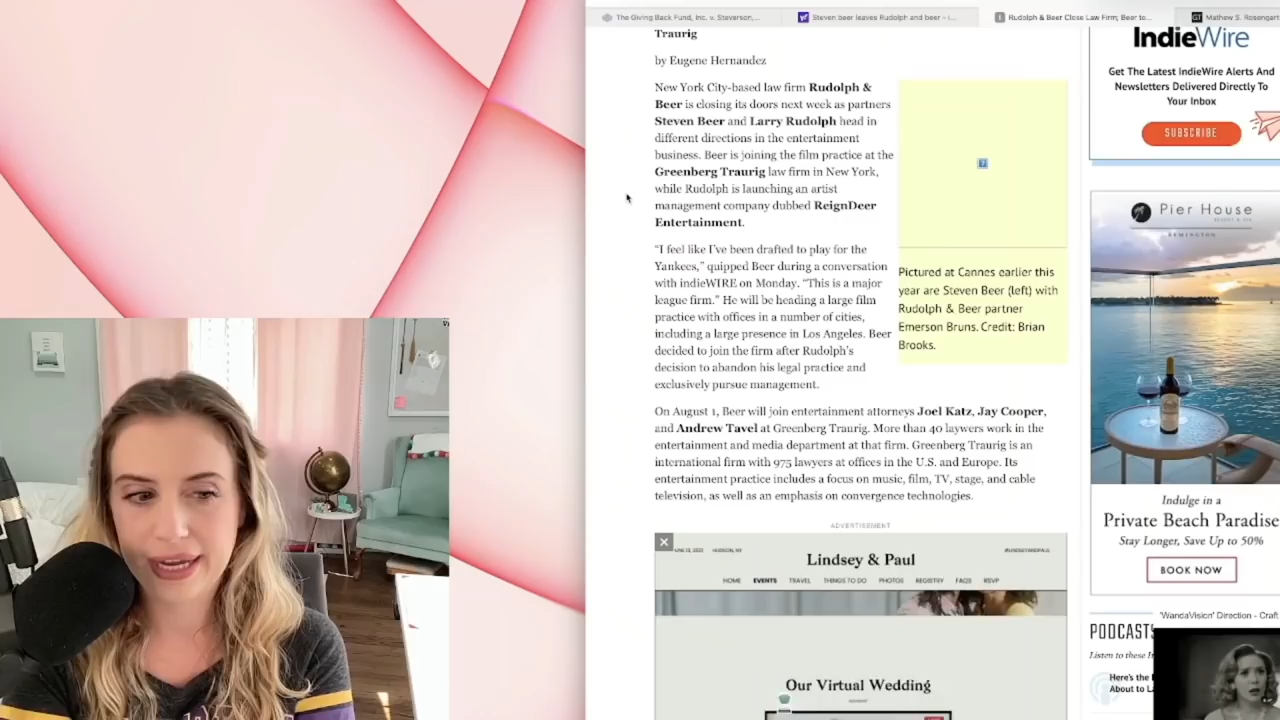 The Giving Back Fund, Inc. v. Steverson,...
Steven beer leaves Rudolph and beer - i...
Rudolph & Beer Close Law Firm; Beer to...
Mathew S. Rosengart
Traurig
by Eugene Hernandez
New York City-based law firm Rudolph &
Beer is closing its doors next week as partners
Steven Beer and Larry Rudolph head in
different directions in the entertainment
business. Beer is joining the film practice at the
Greenberg Traurig law firm in New York,
while Rudolph is launching an artist
management company dubbed ReignDeer
Entertainment.
“I feel like I’ve been drafted to play for the
Yankees,” quipped Beer during a conversation
with indieWIRE on Monday. “This is a major
league firm.” He will be heading a large film
practice with offices in a number of cities,
including a large presence in Los Angeles. Beer
decided to join the firm after Rudolph’s
decision to abandon his legal practice and
exclusively pursue management.
Pictured at Cannes earlier this
year are Steven Beer (left) with
Rudolph & Beer partner
Emerson Bruns. Credit: Brian
Brooks.
On August 1, Beer will join entertainment attorneys Joel Katz, Jay Cooper,
and Andrew Tavel at Greenberg Traurig. More than 40 laywers work in the
entertainment and media department at that firm. Greenberg Traurig is an
international firm with 975 lawyers at offices in the U.S. and Europe. Its
entertainment practice includes a focus on music, film, TV, stage, and cable
television, as well as an emphasis on convergence technologies.
ADVERTISEMENT
HUDSON, NY
#LINDSEYANDPAUL
Lindsey & Paul
HOME EVENTS TRAVEL THINGS TO DO PHOTOS REGISTRY FAQS RSVP
Our Virtual Wedding
IndieWire
Get The Latest IndieWire Alerts And
Newsletters Delivered Directly To
Your Inbox
SUBSCRIBE
Pier House
RESORT & SPA
REMINGTON
Indulge in a
Private Beach Paradise
Stay Longer, Save Up to 50%
BOOK NOW
'WandaVision' Direction - Craft
PODCASTS
Listen to these
Here's the
About to